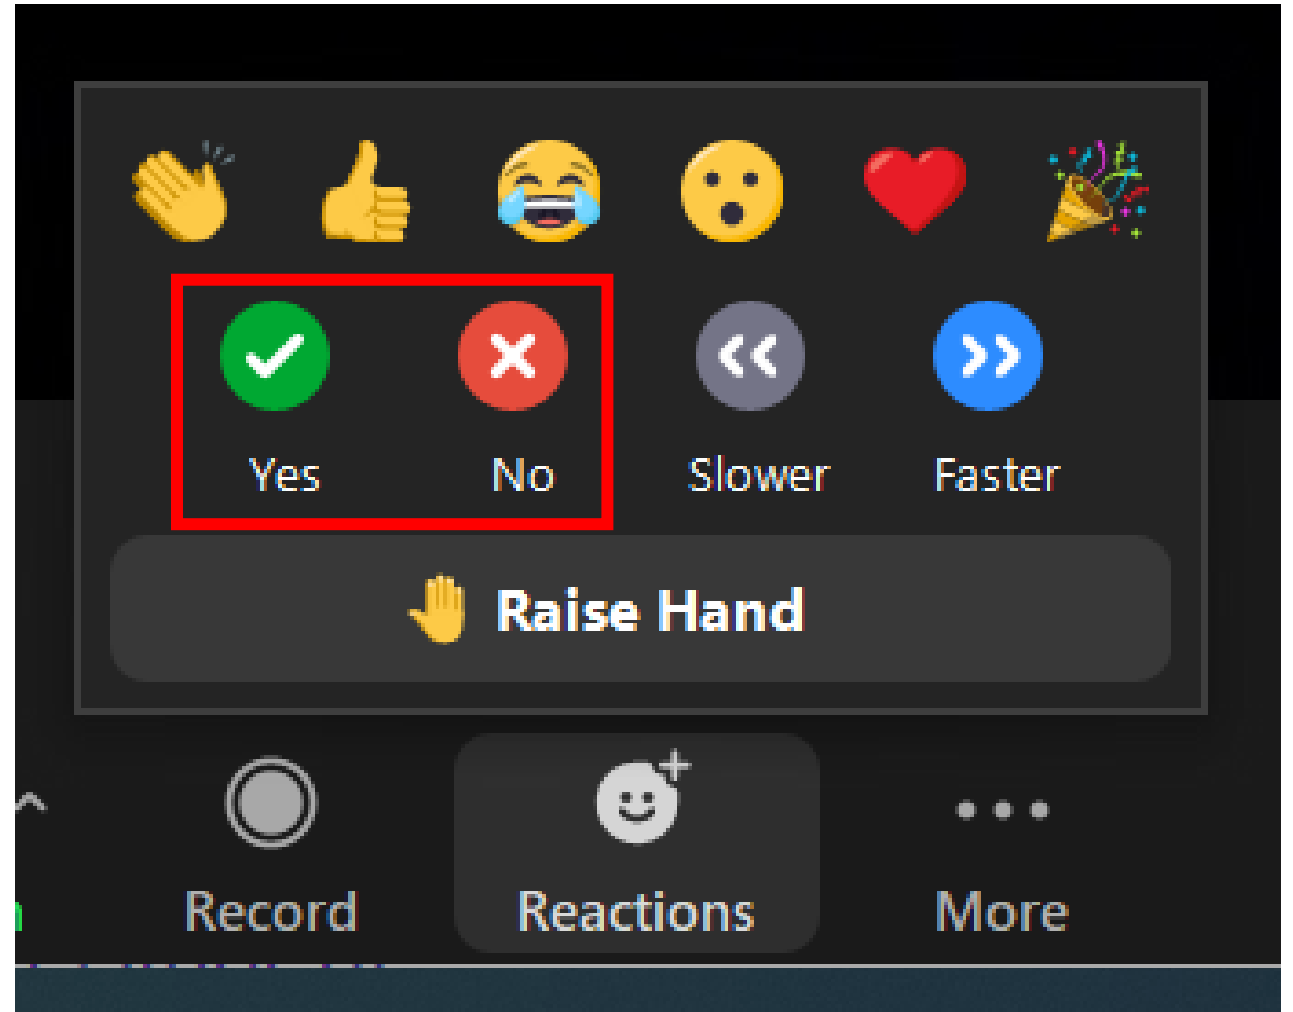 Yes No Slower Faster
Raise Hand
Record Reactions More